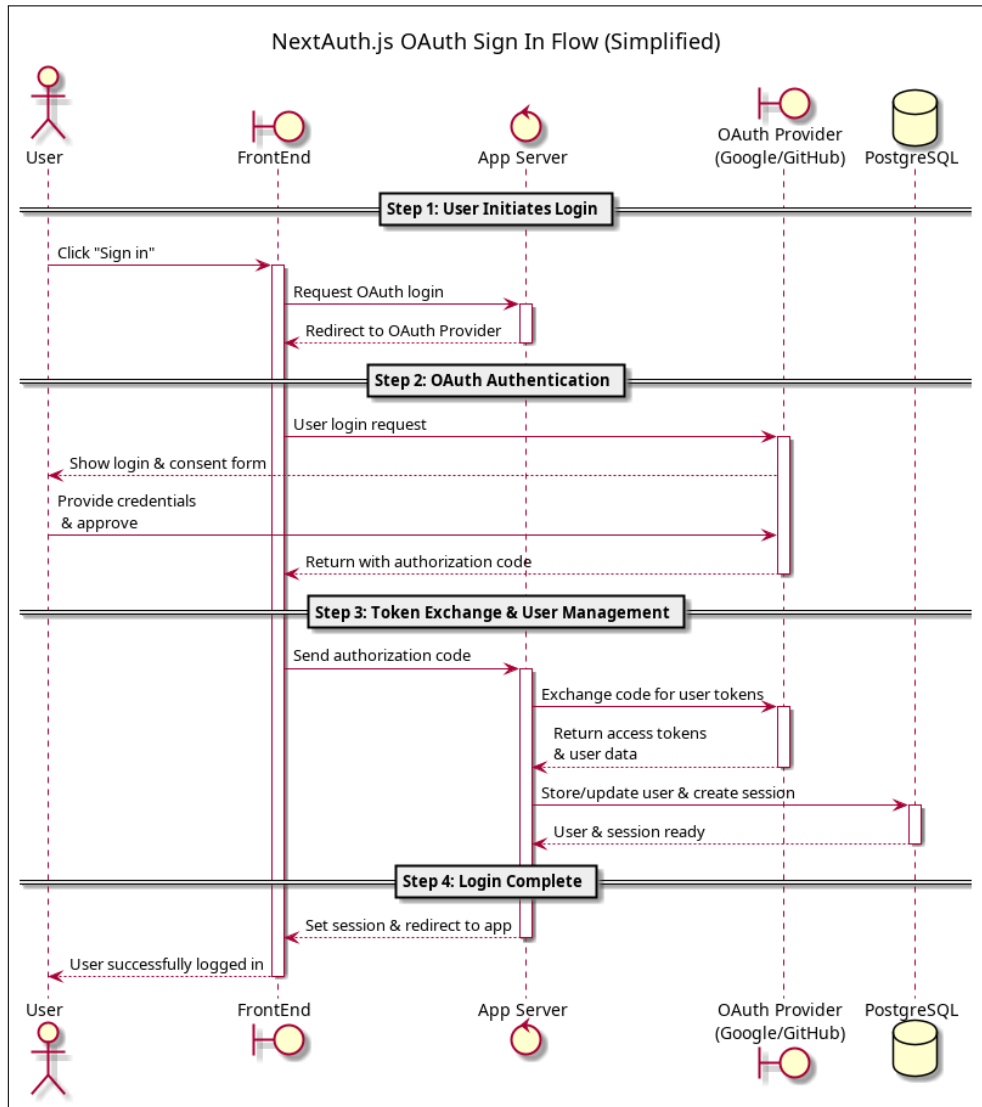 NextAuth.js OAuth Sign In Flow (Simplified)
User
FrontEnd
App Server
OAuth Provider
(Google/GitHub)
PostgreSQL
Step 1: User Initiates Login
Click "Sign in"
Request OAuth login
Redirect to OAuth Provider
Step 2: OAuth Authentication
User login request
Show login & consent form
Provide credentials
& approve
Return with authorization code
Step 3: Token Exchange & User Management
Send authorization code
Exchange code for user tokens
Return access tokens
& user data
Store/update user & create session
User & session ready
Step 4: Login Complete
Set session & redirect to app
User successfully logged in
User
FrontEnd
App Server
OAuth Provider
(Google/GitHub)
PostgreSQL